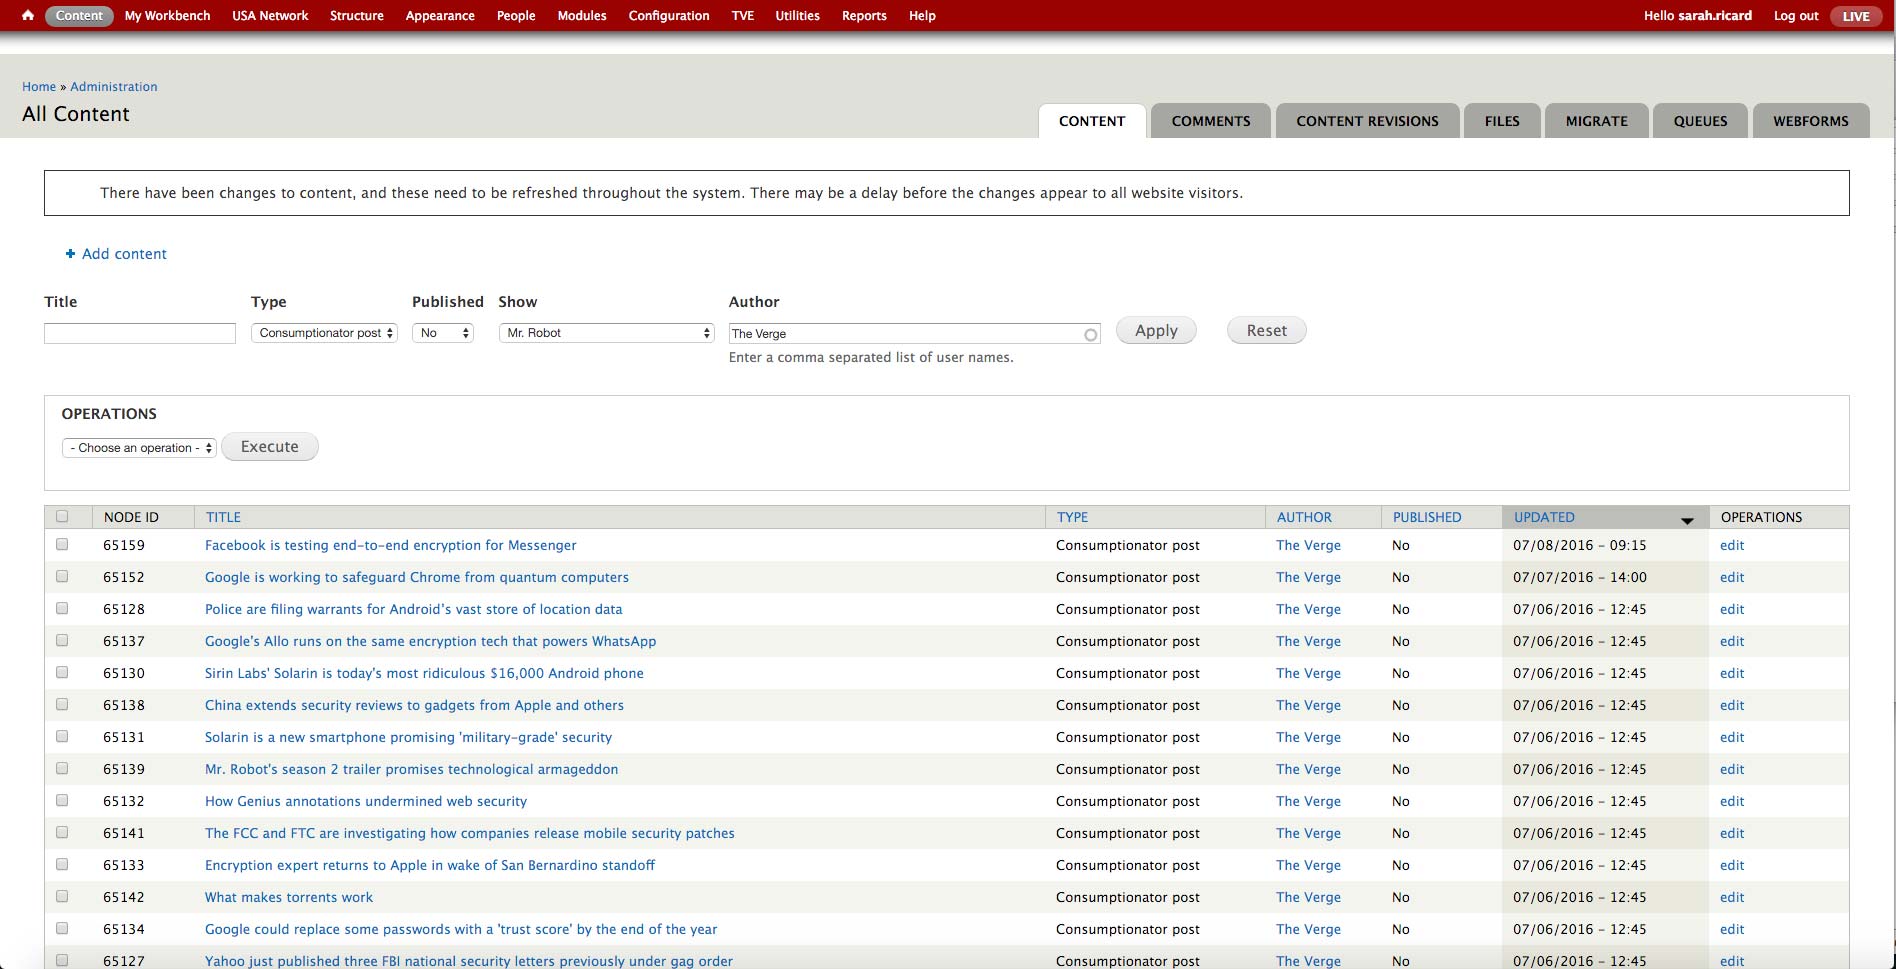 Content My Workbench USA Network Structure Appearance People Modules Configuration TVE Utilities Reports Help Hello sarah.ricard Log out LIVE
Home » Administration
All Content
CONTENT COMMENTS CONTENT REVISIONS FILES MIGRATE QUEUES WEBFORMS
There have been changes to content, and these need to be refreshed throughout the system. There may be a delay before the changes appear to all website visitors.
+ Add content
Title Type Published Show Author
Consumptionator post No Mr. Robot The Verge Apply Reset
Enter a comma separated list of user names.
OPERATIONS
- Choose an operation - Execute
NODE ID TITLE TYPE AUTHOR PUBLISHED UPDATED OPERATIONS
65159 Facebook is testing end-to-end encryption for Messenger Consumptionator post The Verge No 07/08/2016 - 09:15 edit
65152 Google is working to safeguard Chrome from quantum computers Consumptionator post The Verge No 07/07/2016 - 14:00 edit
65128 Police are filing warrants for Android's vast store of location data Consumptionator post The Verge No 07/06/2016 - 12:45 edit
65137 Google's Allo runs on the same encryption tech that powers WhatsApp Consumptionator post The Verge No 07/06/2016 - 12:45 edit
65130 Sirin Labs' Solarin is today's most ridiculous $16,000 Android phone Consumptionator post The Verge No 07/06/2016 - 12:45 edit
65138 China extends security reviews to gadgets from Apple and others Consumptionator post The Verge No 07/06/2016 - 12:45 edit
65131 Solarin is a new smartphone promising 'military-grade' security Consumptionator post The Verge No 07/06/2016 - 12:45 edit
65139 Mr. Robot's season 2 trailer promises technological armageddon Consumptionator post The Verge No 07/06/2016 - 12:45 edit
65132 How Genius annotations undermined web security Consumptionator post The Verge No 07/06/2016 - 12:45 edit
65141 The FCC and FTC are investigating how companies release mobile security patches Consumptionator post The Verge No 07/06/2016 - 12:45 edit
65133 Encryption expert returns to Apple in wake of San Bernardino standoff Consumptionator post The Verge No 07/06/2016 - 12:45 edit
65142 What makes torrents work Consumptionator post The Verge No 07/06/2016 - 12:45 edit
65134 Google could replace some passwords with a 'trust score' by the end of the year Consumptionator post The Verge No 07/06/2016 - 12:45 edit
65127 Yahoo just published three FBI national security letters previously under gag order Consumptionator post The Verge No 07/06/2016 - 12:45 edit